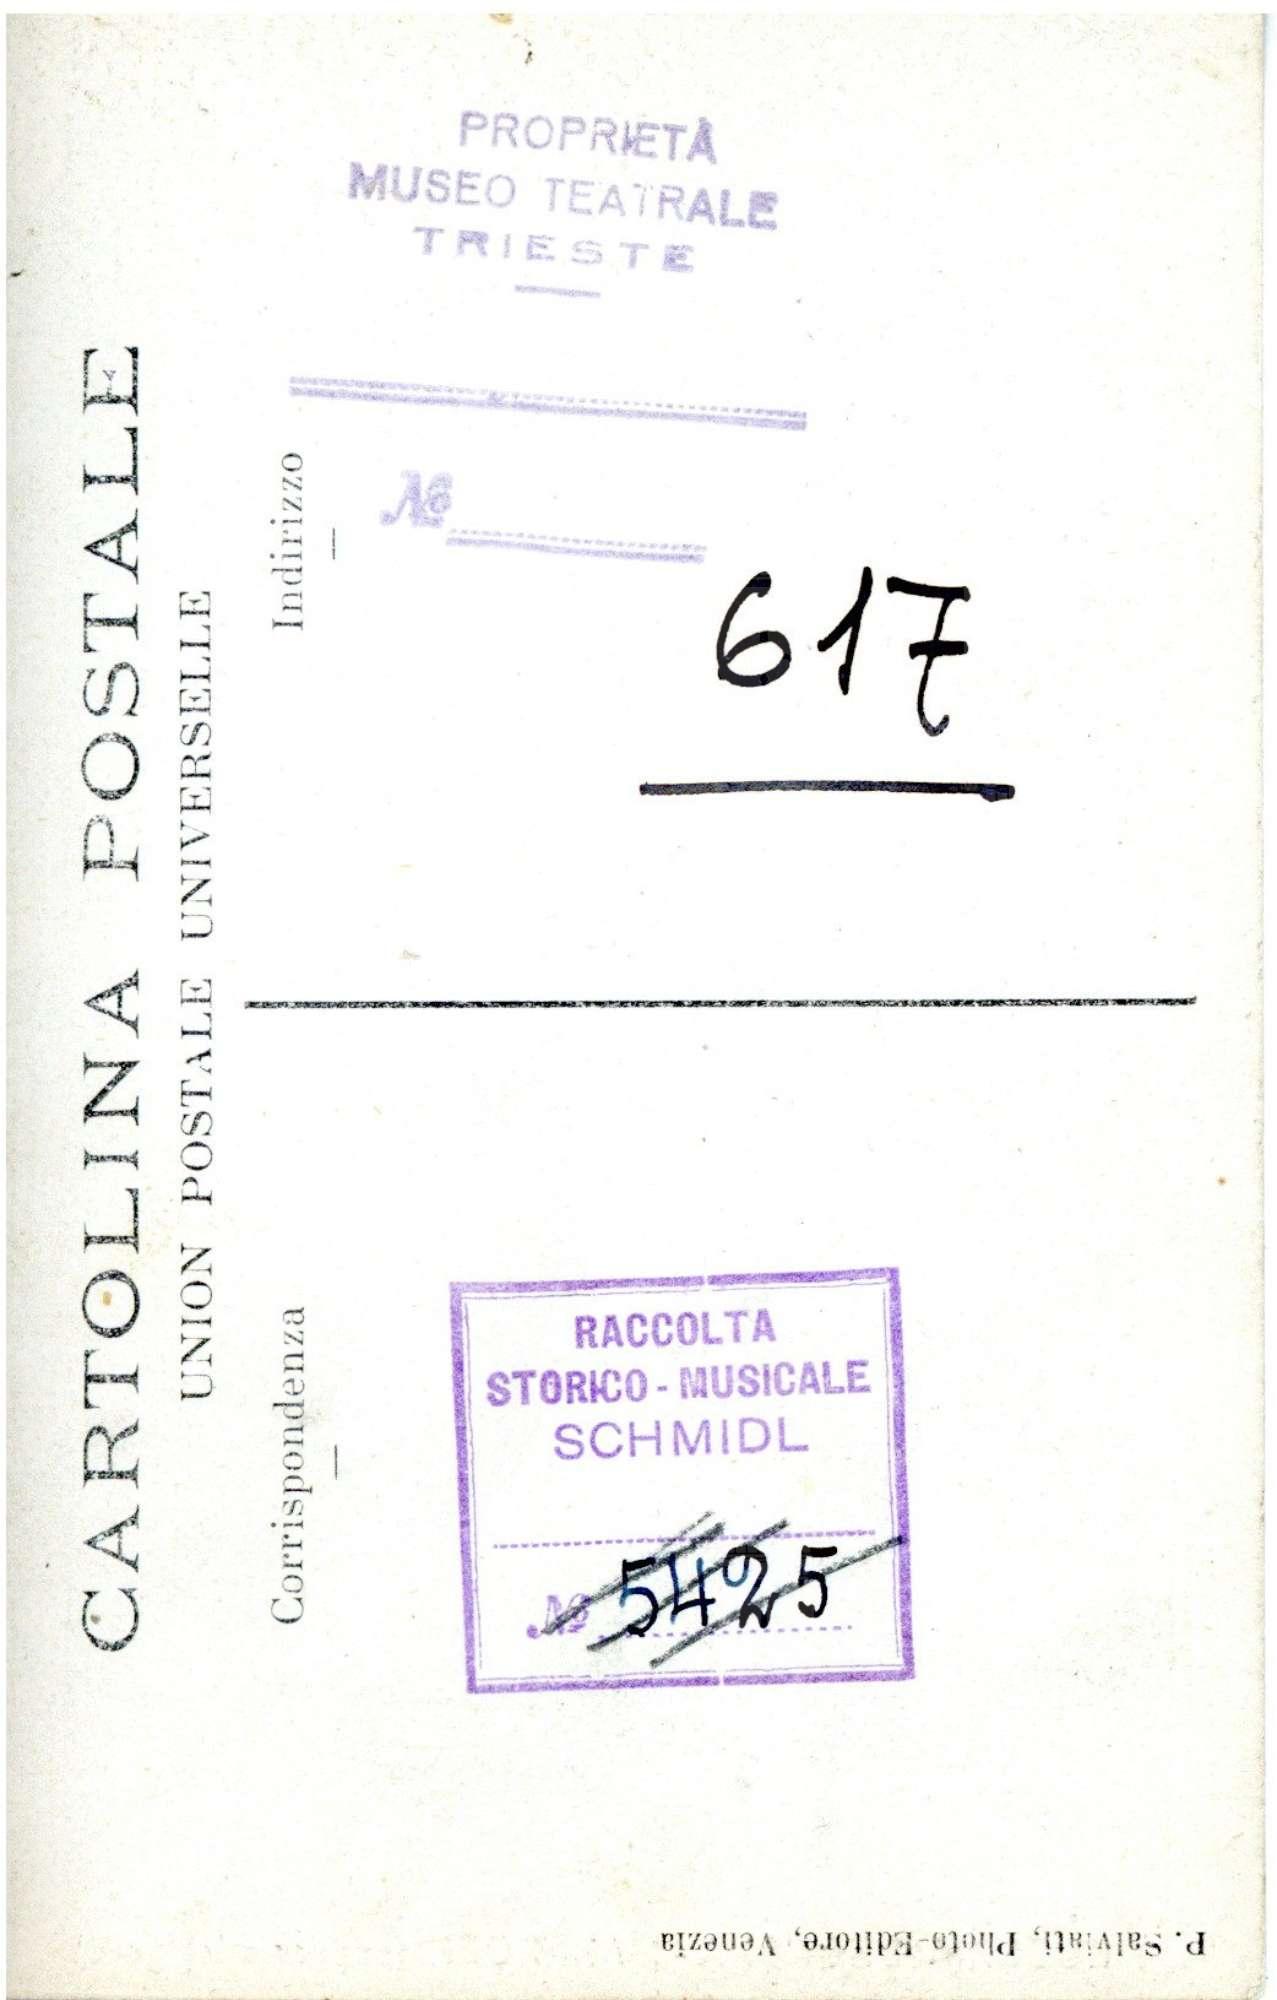 PROPRIETÀ
MUSEO TEATRALE
TRIESTE
№
617
CARTOLINA POSTALE
UNION POSTALE UNIVERSELLE
Indirizzo
Corrispondenza
RACCOLTA
STORICO - MUSICALE
SCHMIDL
№ 5425
P. Salviati, Photo-Editore, Venezia